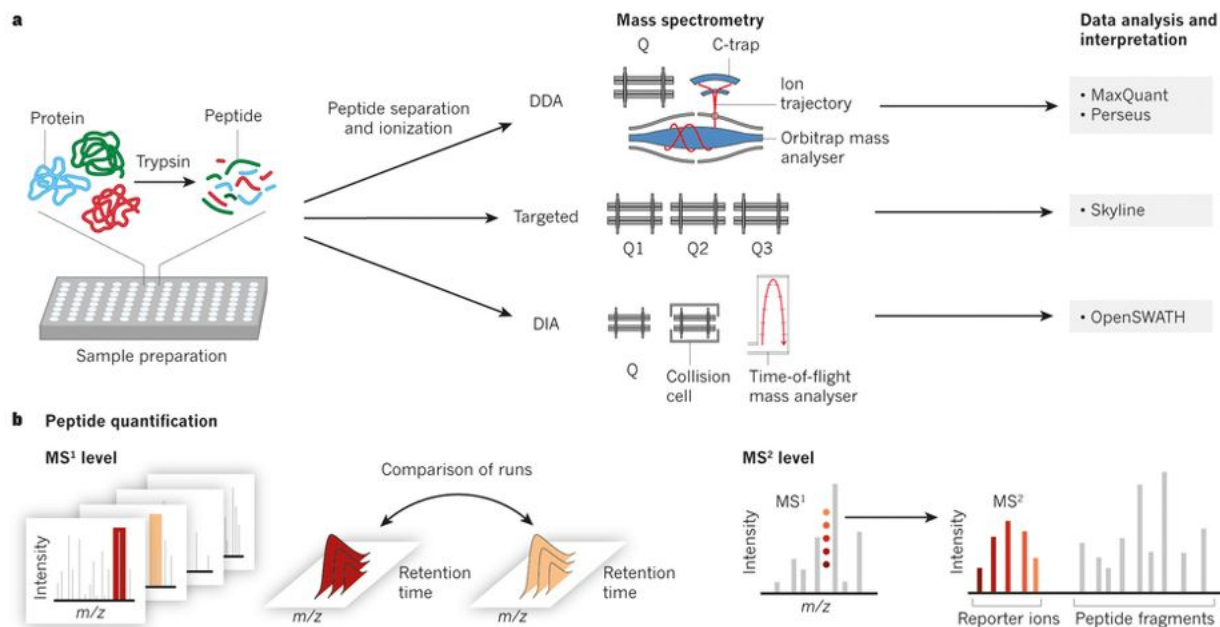 a
Mass spectrometry
Data analysis and
interpretation
Q
C-trap
Ion
trajectory
Orbitrap mass
analyser
DDA
• MaxQuant
• Perseus
Protein
Trypsin
Peptide
Peptide separation
and ionization
Targeted
Q1
Q2
Q3
• Skyline
DIA
Q
Collision
cell
Time-of-flight
mass analyser
• OpenSWATH
Sample preparation
b Peptide quantification
MS¹ level
Intensity
m/z
Comparison of runs
Retention
time
m/z
Retention
time
m/z
MS² level
MS¹
Intensity
m/z
MS²
Intensity
Reporter ions
Peptide fragments